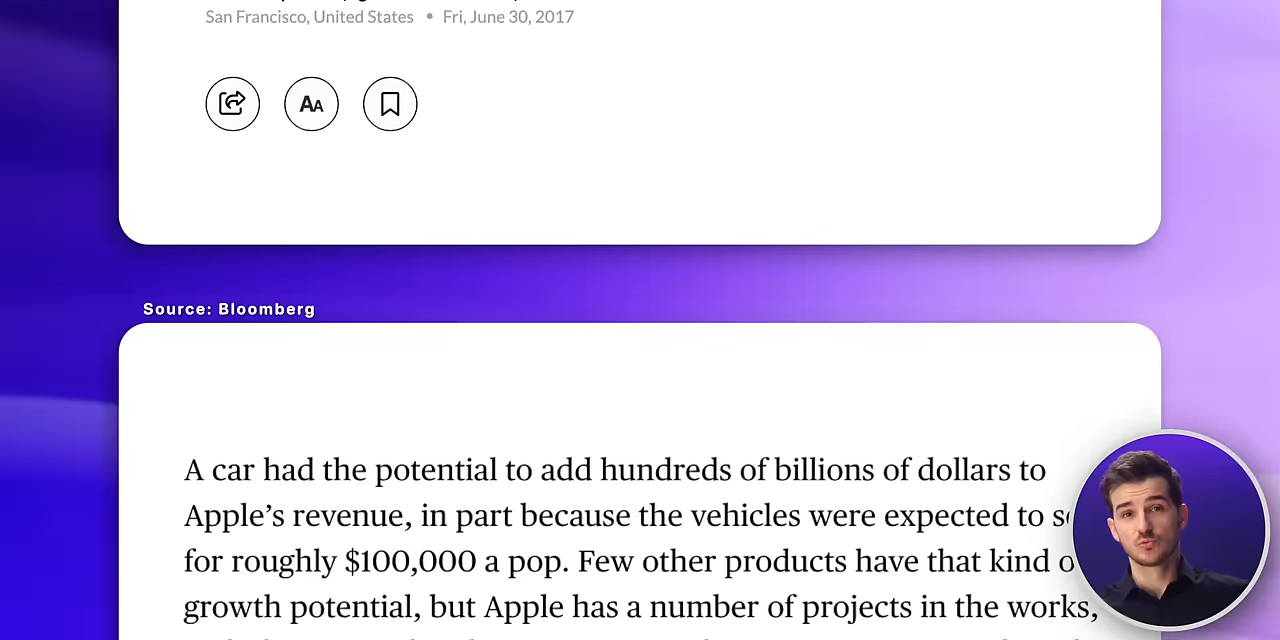 San Francisco, United States • Fri, June 30, 2017
AA
Source: Bloomberg
A car had the potential to add hundreds of billions of dollars to
Apple’s revenue, in part because the vehicles were expected to
for roughly $100,000 a pop. Few other products have that kind
growth potential, but Apple has a number of projects in the works,